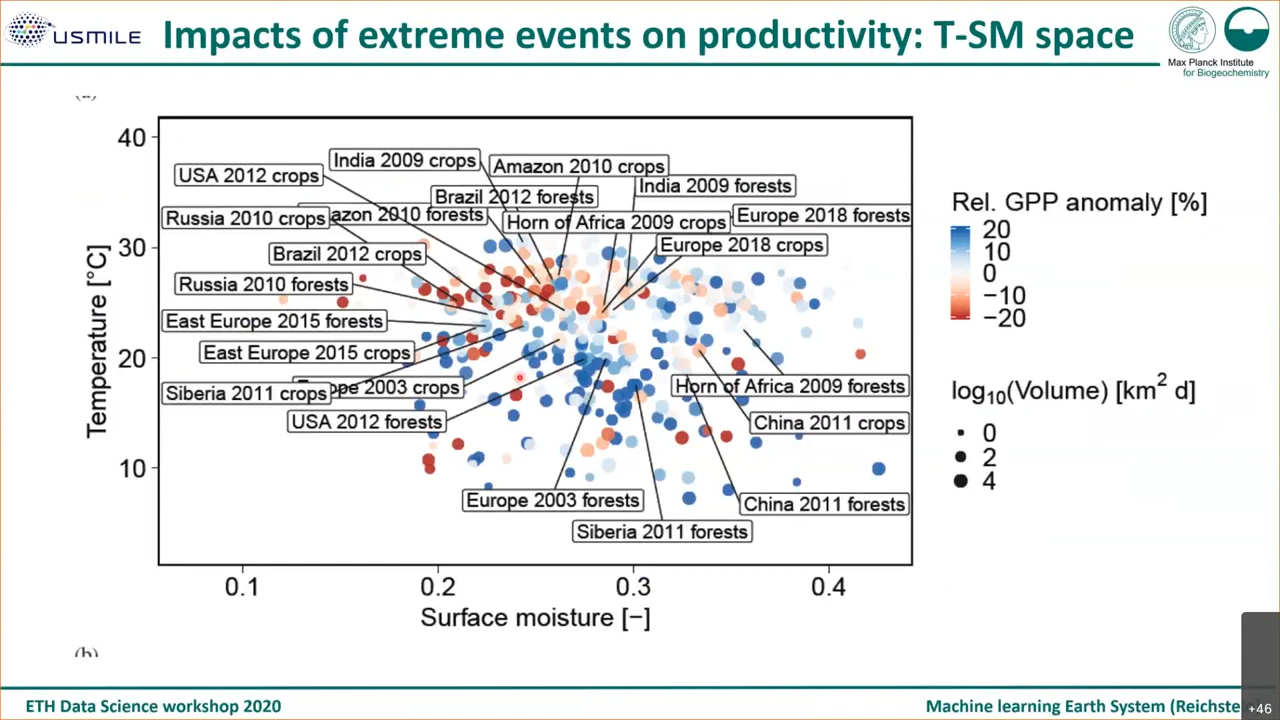 USMILE
Impacts of extreme events on productivity: T-SM space
Max Planck Institute
for Biogeochemistry
40
30
20
10
Temperature [°C]
India 2009 crops
Amazon 2010 crops
USA 2012 crops
India 2009 forests
Brazil 2012 forests
azon 2010 forests
Russia 2010 crops
Horn of Africa 2009 crops
Europe 2018 forests
Europe 2018 crops
Brazil 2012 crops
Russia 2010 forests
East Europe 2015 forests
East Europe 2015 crops
ope 2003 crops
Siberia 2011 crops
Horn of Africa 2009 forests
USA 2012 forests
China 2011 crops
Europe 2003 forests
China 2011 forests
Siberia 2011 forests
0.1
0.2
0.3
0.4
Surface moisture [−]
Rel. GPP anomaly [%]
20
10
0
−10
−20
log10(Volume) [km2 d]
0
2
4
(b)
ETH Data Science workshop 2020
Machine learning Earth System (Reichste
+46